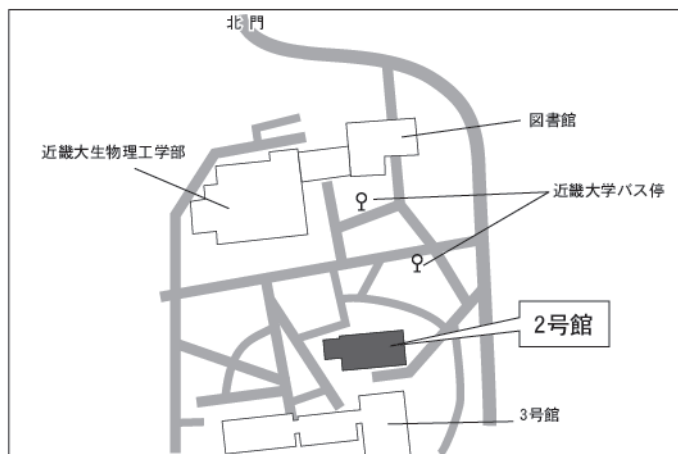 北門
図書館
近畿大生物理工学部
近畿大学バス停
2号館
3号館